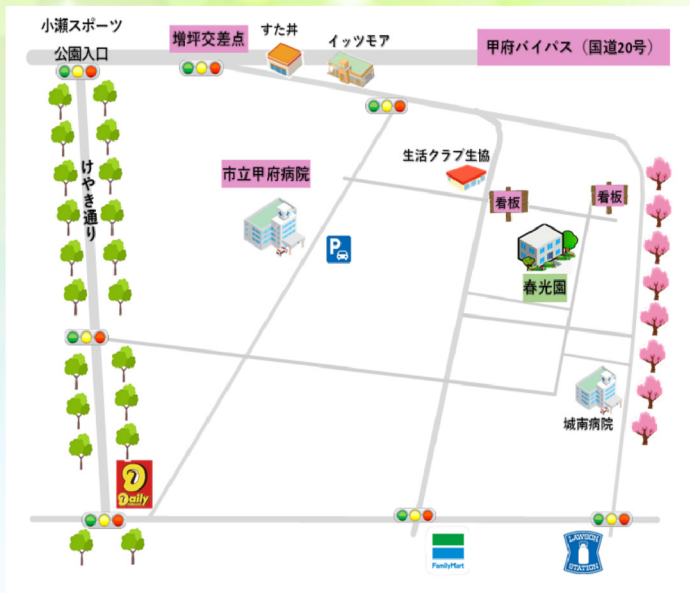 小瀬スポーツ
公園入口
増坪交差点
すた丼
イッツモア
甲府バイパス（国道20号）
けやき通り
市立甲府病院
生活クラブ生協
看板
看板
P
春光園
城南病院
Daily
FamilyMart
LAWSON
STATION